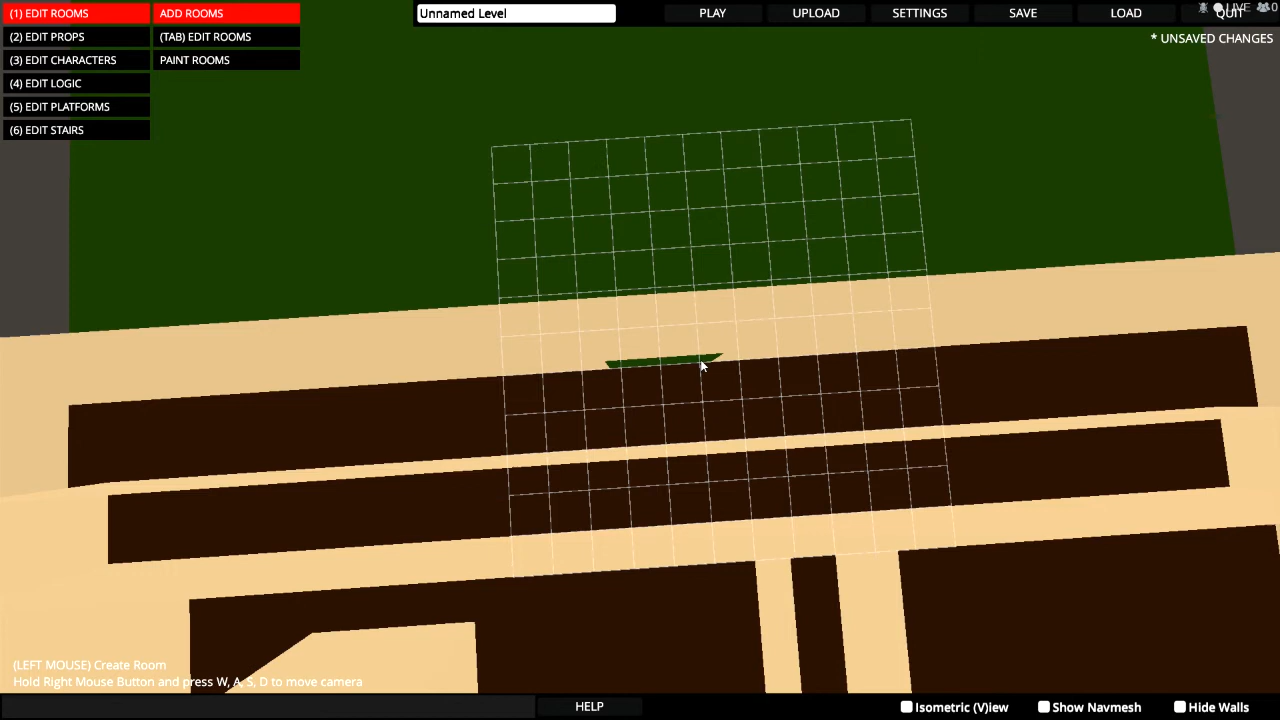 (1) EDIT ROOMS
ADD ROOMS
Unnamed Level
PLAY
UPLOAD
SETTINGS
SAVE
LOAD
QUIT
(2) EDIT PROPS
(TAB) EDIT ROOMS
* UNSAVED CHANGES
(3) EDIT CHARACTERS
PAINT ROOMS
(4) EDIT LOGIC
(5) EDIT PLATFORMS
(6) EDIT STAIRS
(LEFT MOUSE) Create Room
Hold Right Mouse Button and press W, A, S, D to move camera
HELP
Isometric (V)iew
Show Navmesh
Hide Walls